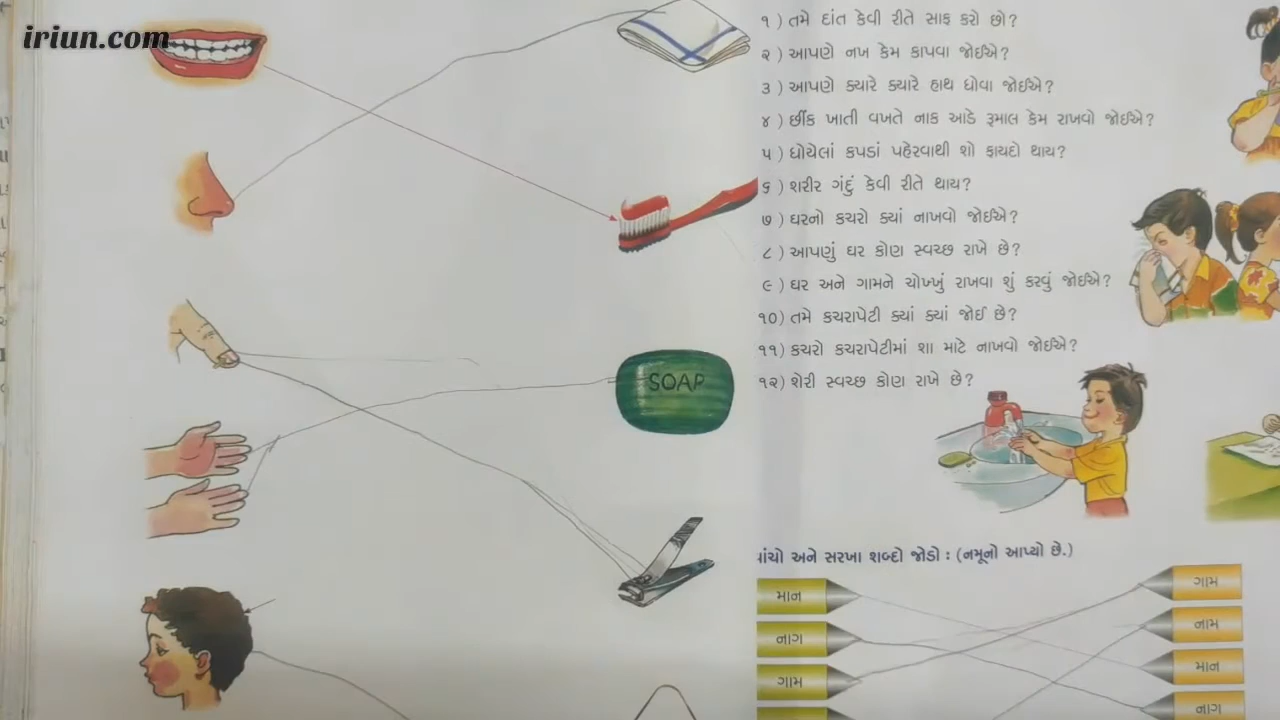 iriun.com
SOAP
૧ ) તમે દાંત કેવી રીતે સાફ કરો છો?
૨ ) આપણે નખ કેમ કાપવા જોઈએ?
૩ ) આપણે ક્યારે ક્યારે હાથ ધોવા જોઈએ?
૪ ) છીંક ખાતી વખતે નાક આડે રૂમાલ કેમ રાખવો જોઈએ?
૫ ) ધોયેલાં કપડાં પહેરવાથી શો ફાયદો થાય?
૬ ) શરીર ગંદું કેવી રીતે થાય?
૭ ) ઘરનો કચરો ક્યાં નાખવો જોઈએ?
૮ ) આપણું ઘર કોણ સ્વચ્છ રાખે છે?
૯ ) ઘર અને ગામને ચોખ્ખું રાખવા શું કરવું જોઈએ?
૧૦) તમે કચરાપેટી ક્યાં ક્યાં જોઈ છે?
૧૧) કચરો કચરાપેટીમાં શા માટે નાખવો જોઈએ?
૧૨) શેરી સ્વચ્છ કોણ રાખે છે?
અને સરખા શબ્દો જોડો : (નમૂનો આપ્યો છે.)
માન ગામ
નાગ નામ
ગામ માન
નાગ